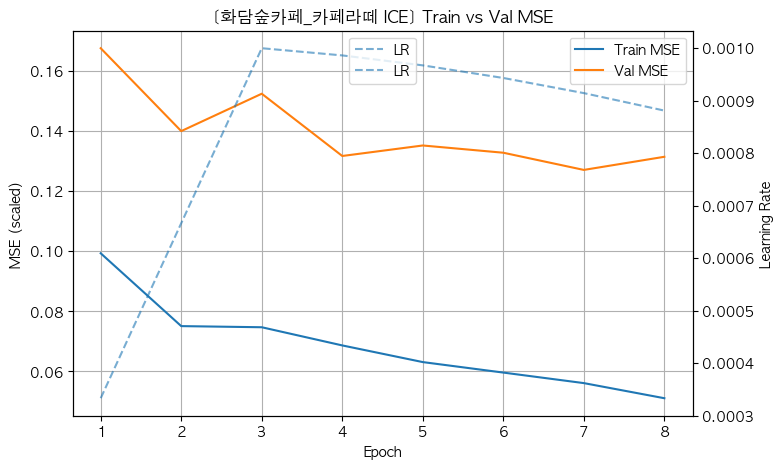 [화담숲카페_카페라떼 ICE] Train vs Val MSE
LR
LR
Train MSE
Val MSE
MSE (scaled)
0.16
0.14
0.12
0.10
0.08
0.06
0.0010
0.0009
0.0008
0.0007
0.0006
0.0005
0.0004
0.0003
Learning Rate
1 2 3 4 5 6 7 8
Epoch